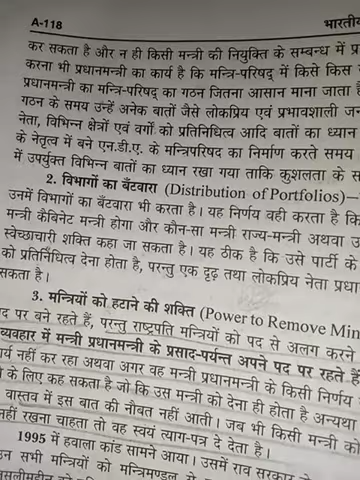 A-118
भारतीय
कर सकता है और न ही किसी मन्त्री की नियुक्ति के सम्बन्ध में
करना भी प्रधानमन्त्री का कार्य है कि मन्त्रि-परिषद् में किसे किस
प्रधानमन्त्री का मन्त्रि-परिषद् का गठन जितना आसान माना जाता है
गठन के समय उन्हें अनेक बातों जैसे लोकप्रिय एवं प्रभावशाली
नेता, विभिन्न क्षेत्रों एवं वर्गों को प्रतिनिधित्व आदि बातों का ध्यान
के नेतृत्व में बने एन.डी.ए. के मन्त्रिपरिषद का निर्माण करते समय
में उपर्युक्त विभिन्न बातों का ध्यान रखा गया ताकि कुशलता के
2. विभागों का बँटवारा (Distribution of Portfolios)—
उनमें विभागों का बँटवारा भी करता है। यह निर्णय वही करता है कि
मन्त्री कैबिनेट मन्त्री होगा और कौन-सा मन्त्री राज्य-मन्त्री अथवा
स्वेच्छाचारी शक्ति कहा जा सकता है। यह ठीक है कि उसे पार्टी के
को प्रतिनिधित्व देना होता है, परन्तु एक दृढ़ तथा लोकप्रिय नेता
सकता है।
3. मन्त्रियों को हटाने की शक्ति (Power to Remove
पद पर बने रहते हैं, परन्तु राष्ट्रपति मन्त्रियों को पद से अलग करने
व्यवहार में मन्त्री प्रधानमन्त्री के प्रसाद-पर्यन्त अपने पद पर रहते हैं
कार्य नहीं कर रहा अथवा अगर वह मन्त्री प्रधानमन्त्री के किसी निर्णय
के लिए कह सकता है जो कि उस मन्त्री को देना ही होता है अन्यथा
वास्तव में इस बात की नौबत नहीं आती। जब भी किसी मन्त्री को
नहीं रखना चाहता तो वह स्वयं त्याग-पत्र दे देता है।
1995 में हवाला कांड सामने आया। उसमें राव सरकार के
उन सभी मन्त्रियों को मन्त्रिमण्डल से